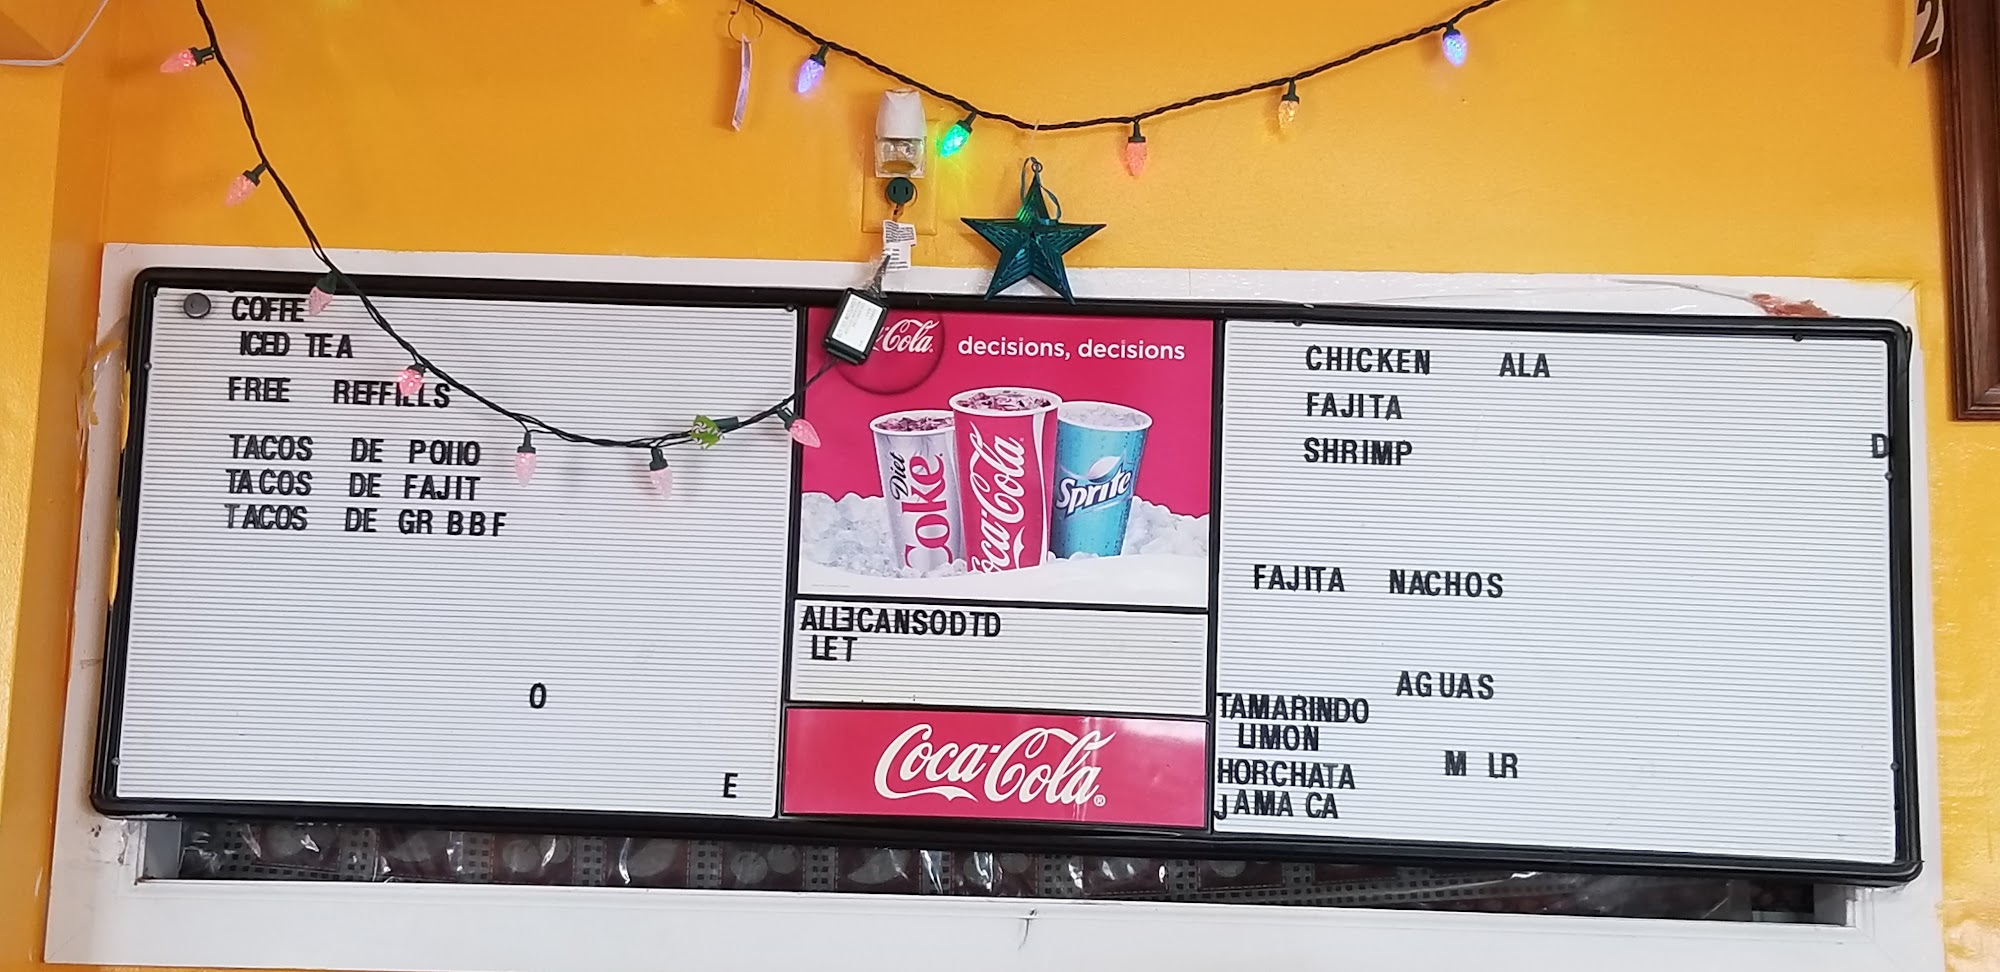 COFFE
ICED TEA
FREE REFFILLS
TACOS DE POHO
TACOS DE FAJIT
TACOS DE GR BBF
O
E
Cola
decisions, decisions
Diet Coke
Coca-Cola
Sprite
ALLECANSODTD
LET
Coca-Cola
CHICKEN ALA
FAJITA
SHRIMP
D
FAJITA NACHOS
AGUAS
TAMARINDO
LIMON
HORCHATA M LR
JAMA CA
2